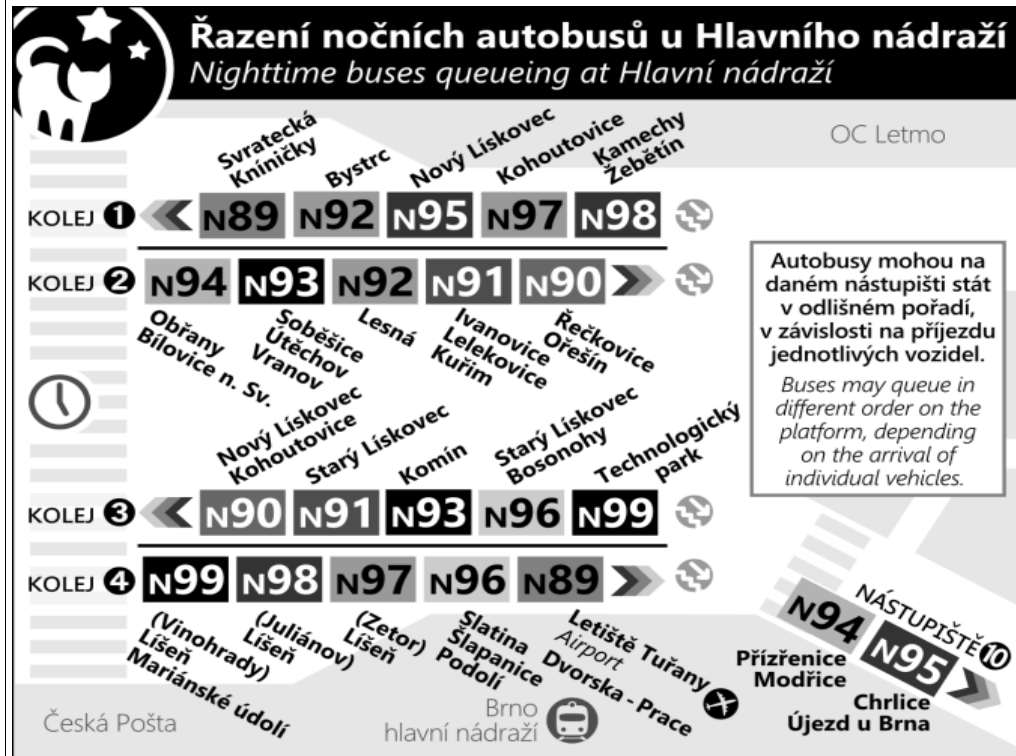 Řazení nočních autobusů u Hlavního nádraží
Nighttime buses queueing at Hlavní nádraží
OC Letmo
Svratecká
Kníničky
Bystrc
Nový Lískovec
Kohoutovice
Kamechy
Žebětín
KOLEJ 1 N89 N92 N95 N97 N98
KOLEJ 2 N94 N93 N92 N91 N90
Obřany
Bílovice n. Sv.
Soběšice
Útěchov
Vranov
Lesná
Ivanovice
Lelekovice
Kuřim
Řečkovice
Ořešín
Autobusy mohou na
daném nástupišti stát
v odlišném pořadí,
v závislosti na příjezdu
jednotlivých vozidel.
Buses may queue in
different order on the
platform, depending
on the arrival of
individual vehicles.
Nový Lískovec
Kohoutovice
Starý Lískovec
Komín
Starý Lískovec
Bosonohy
Technologický
park
KOLEJ 3 N90 N91 N93 N96 N99
KOLEJ 4 N99 N98 N97 N96 N89
(Vinohrady)
Líšeň
Mariánské údolí
(Juliánov)
Líšeň
(Zetor)
Líšeň
Slatina
Šlapanice
Podolí
Letiště Tuřany
Airport
Dvorska - Prace
NÁSTUPIŠTĚ 10
N94 N95
Přízřenice
Modřice
Chrlice
Újezd u Brna
Česká Pošta
Brno
hlavní nádraží